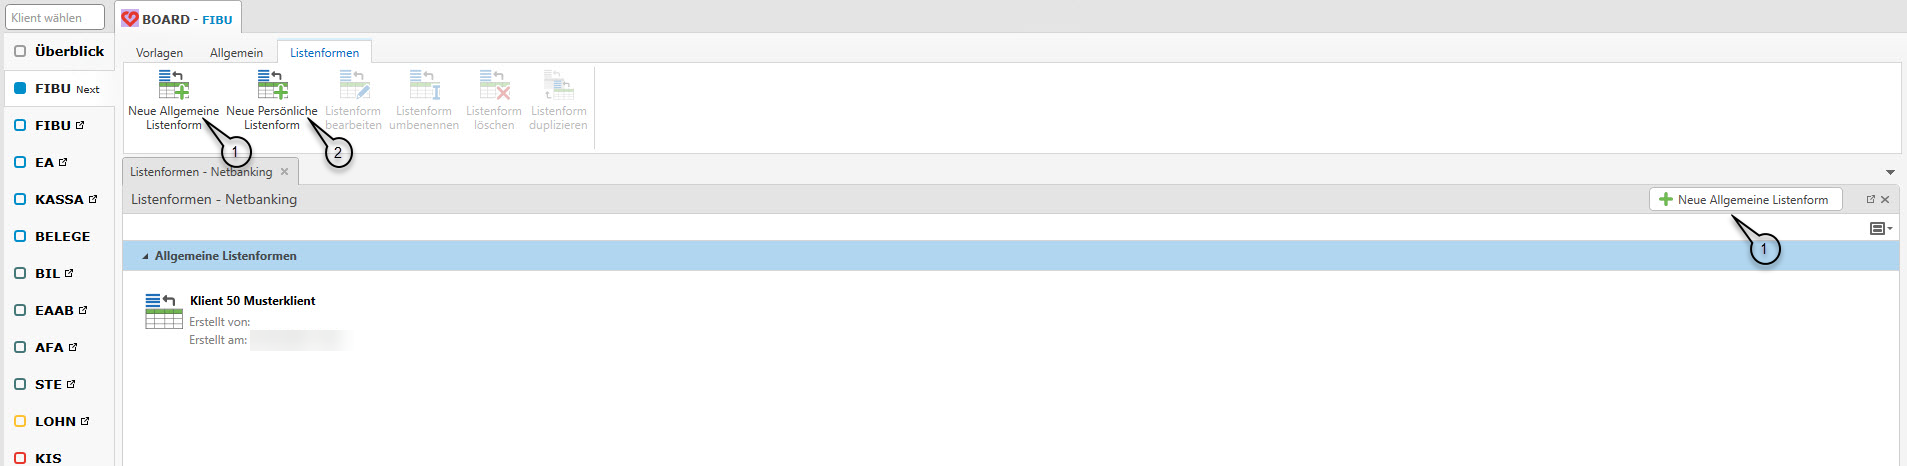 Klient wählen
BOARD - FIBU
Überblick
FIBU Next
FIBU
EA
KASSA
BELEGE
BIL
EAAB
AFA
STE
LOHN
KIS
Vorlagen Allgemein Listenformen
Neue Allgemeine Listenform
Neue Persönliche Listenform
Listenform bearbeiten
Listenform umbenennen
Listenform löschen
Listenform duplizieren
1
2
Listenformen - Netbanking
Listenformen - Netbanking
Neue Allgemeine Listenform
1
Allgemeine Listenformen
Klient 50 Musterklient
Erstellt von:
Erstellt am: